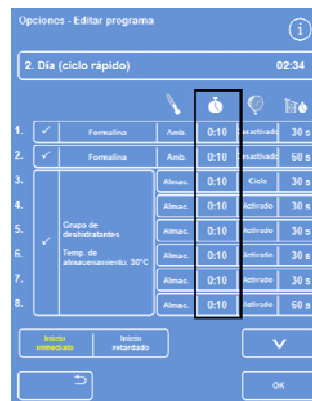 Opciones - Editar programa
i
2. Día (ciclo rápido) 02:34
1. Formalina Amb. 0:10 Desactivado 30 s
2. Formalina Amb. 0:10 Desactivado 60 s
3. Almac. 0:10 Ciclo 30 s
4. Almac. 0:10 Activado 30 s
5. Grupo de deshidratantes Almac. 0:10 Activado 30 s
6. Temp. de almacenamiento: 30°C Almac. 0:10 Activado 30 s
7. Almac. 0:10 Activado 30 s
8. Almac. 0:10 Activado 60 s
Inicio inmediato Inicio retardado
OK